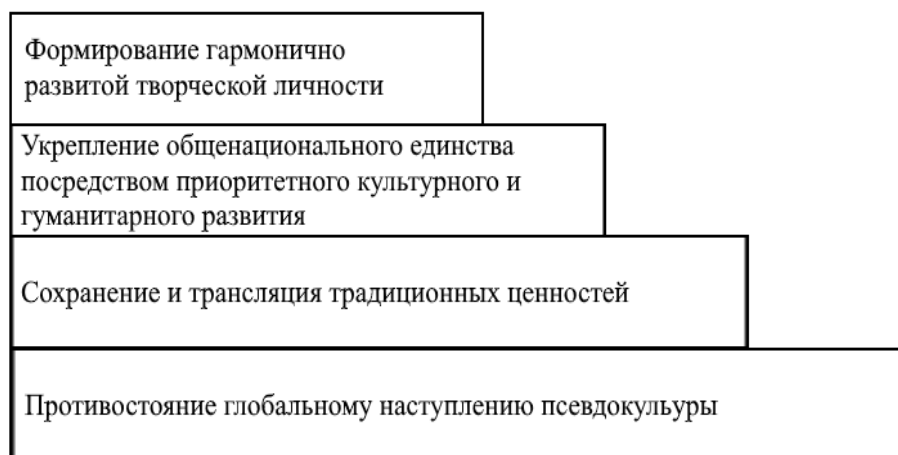 Формирование гармонично
развитой творческой личности
Укрепление общенационального единства
посредством приоритетного культурного и
гуманитарного развития
Сохранение и трансляция традиционных ценностей
Противостояние глобальному наступлению псевдокульуры